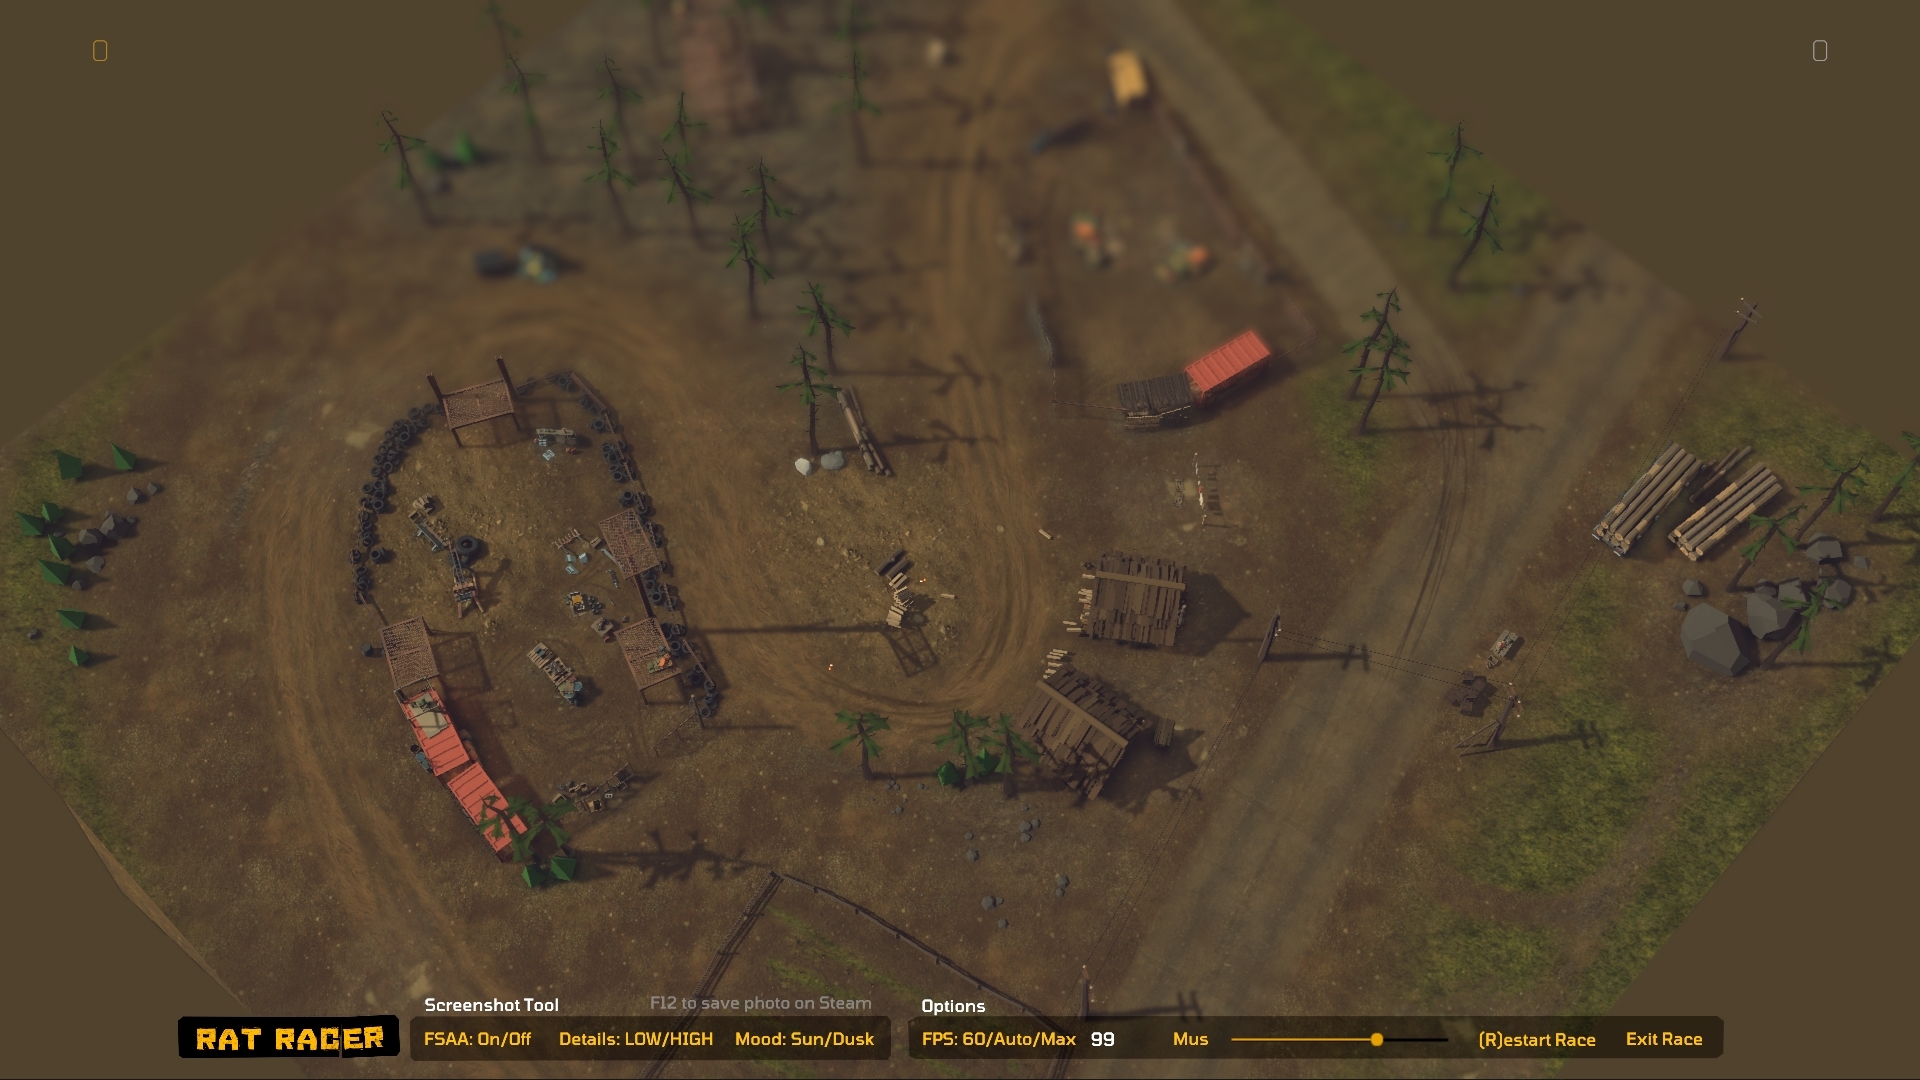 Screenshot Tool
F12 to save photo on Steam
Options
RAT RACER
FSAA: On/Off
Details: LOW/HIGH
Mood: Sun/Dusk
FPS: 60/Auto/Max
99
Mus
(R)estart Race
Exit Race